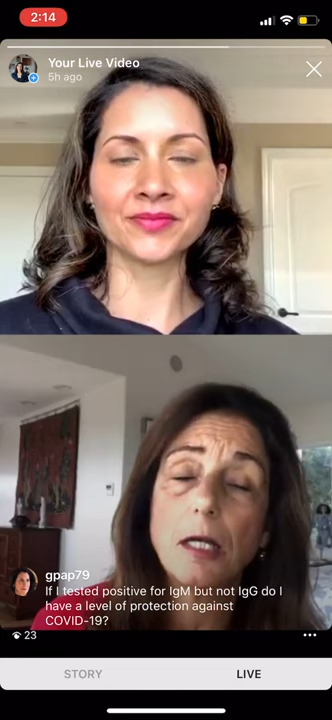 2:14
Your Live Video
5h ago
gpap79
If I tested positive for IgM but not IgG do I
have a level of protection against
COVID-19?
23
STORY
LIVE